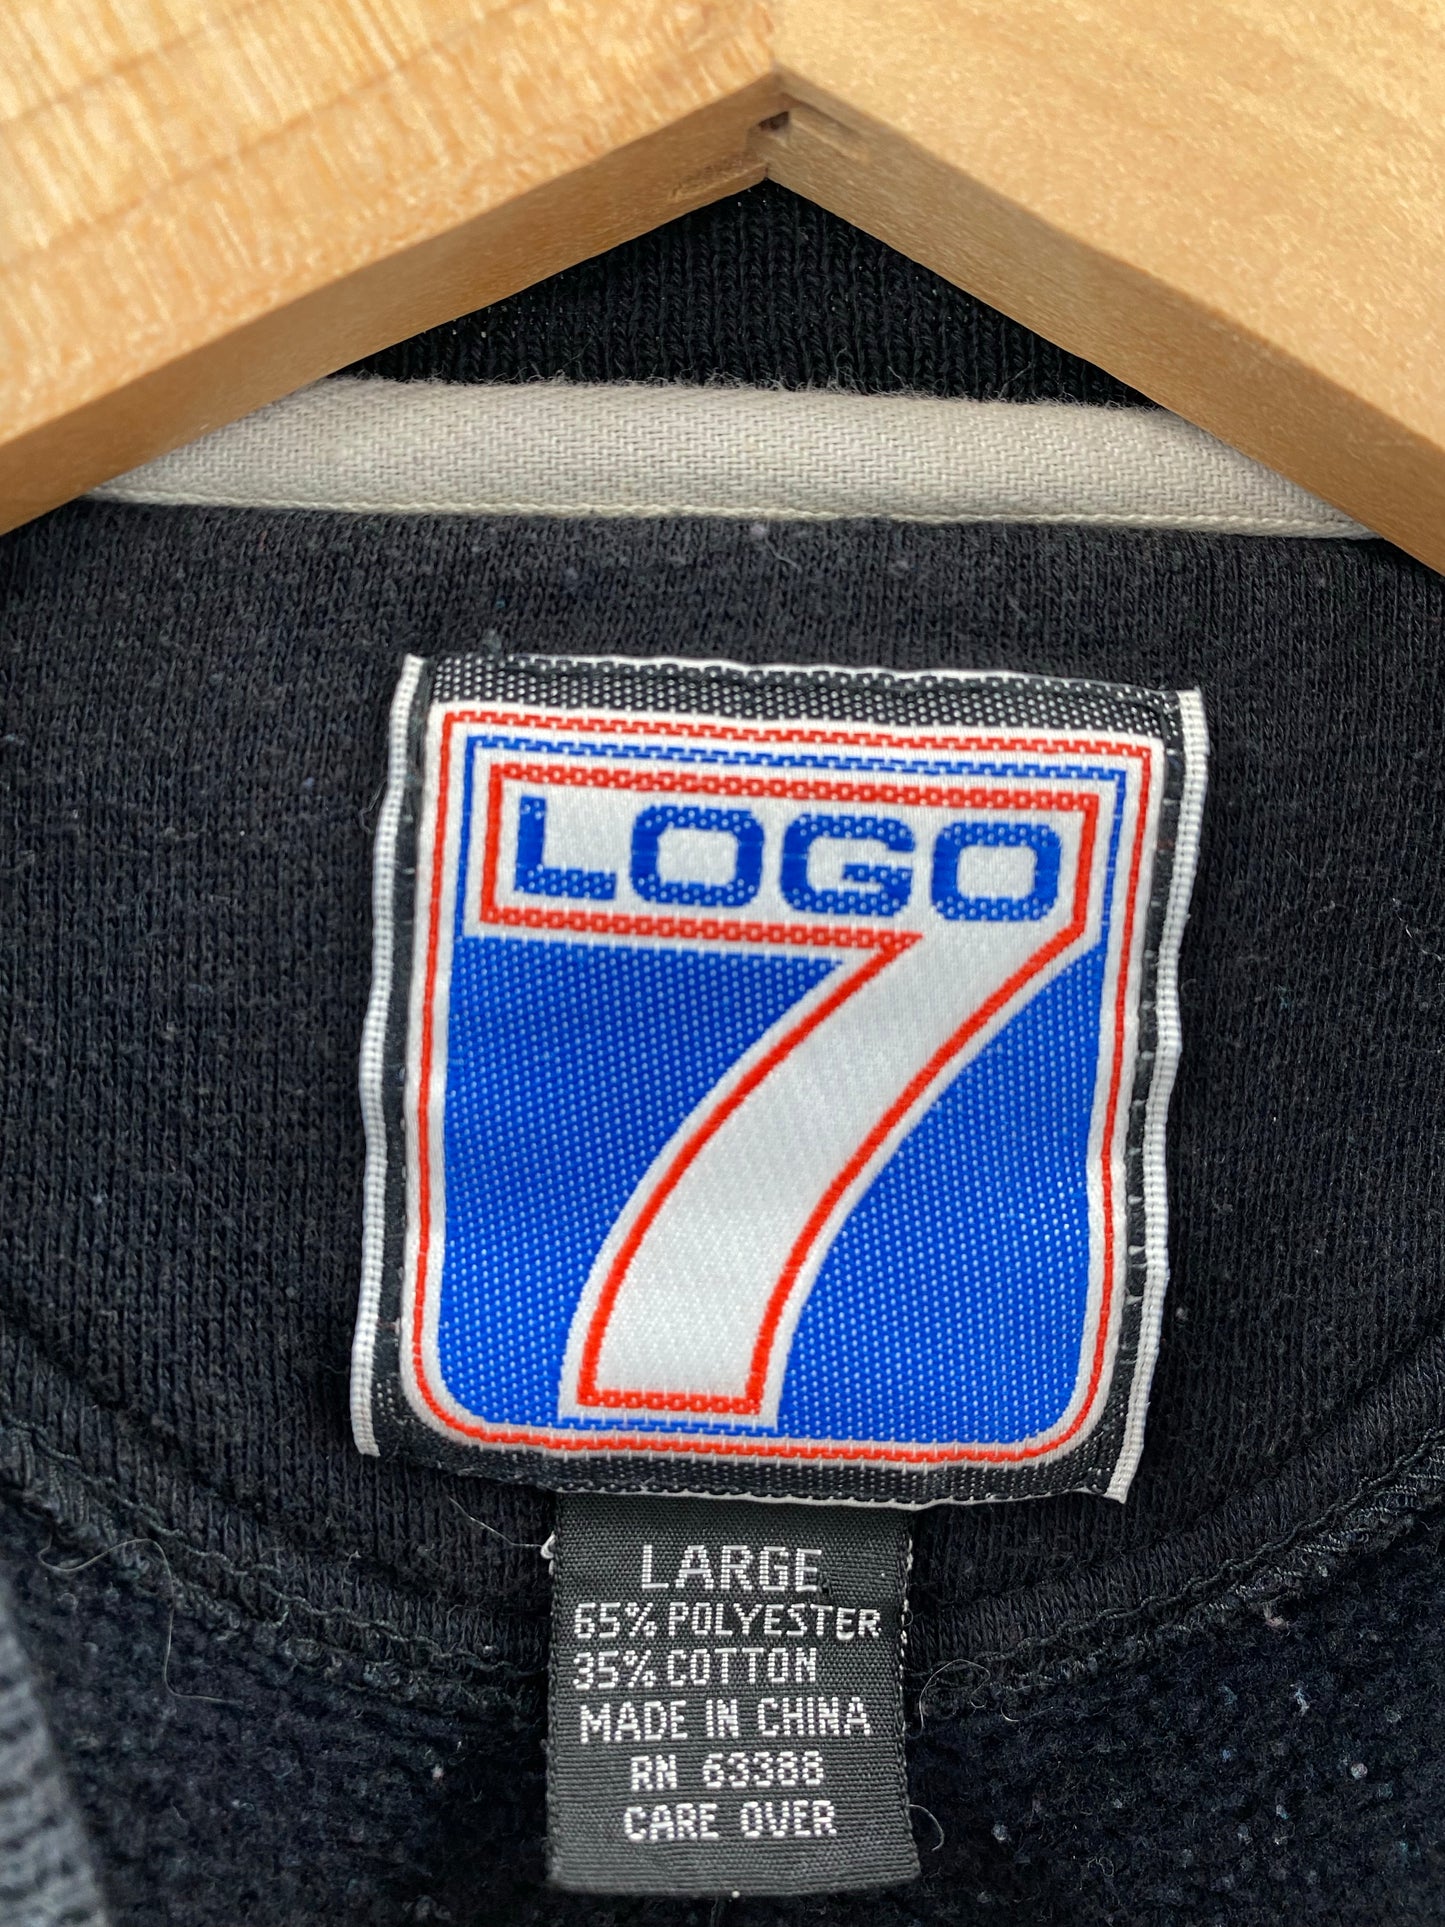 LOGO
7
LARGE
65% POLYESTER
35% COTTON
MADE IN CHINA
RN 63388
CARE OVER